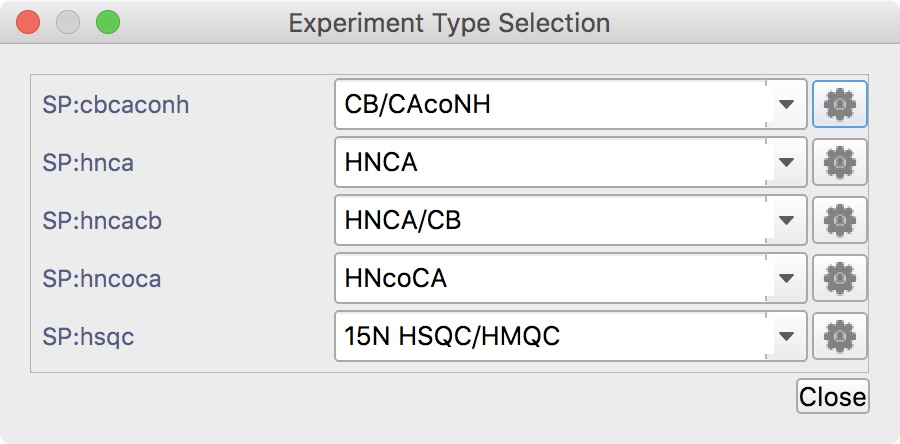 Experiment Type Selection
SP:cbcaconh CB/CAcoNH
SP:hnca HNCA
SP:hncacb HNCA/CB
SP:hncoca HNcoCA
SP:hsqc 15N HSQC/HMQC
Close